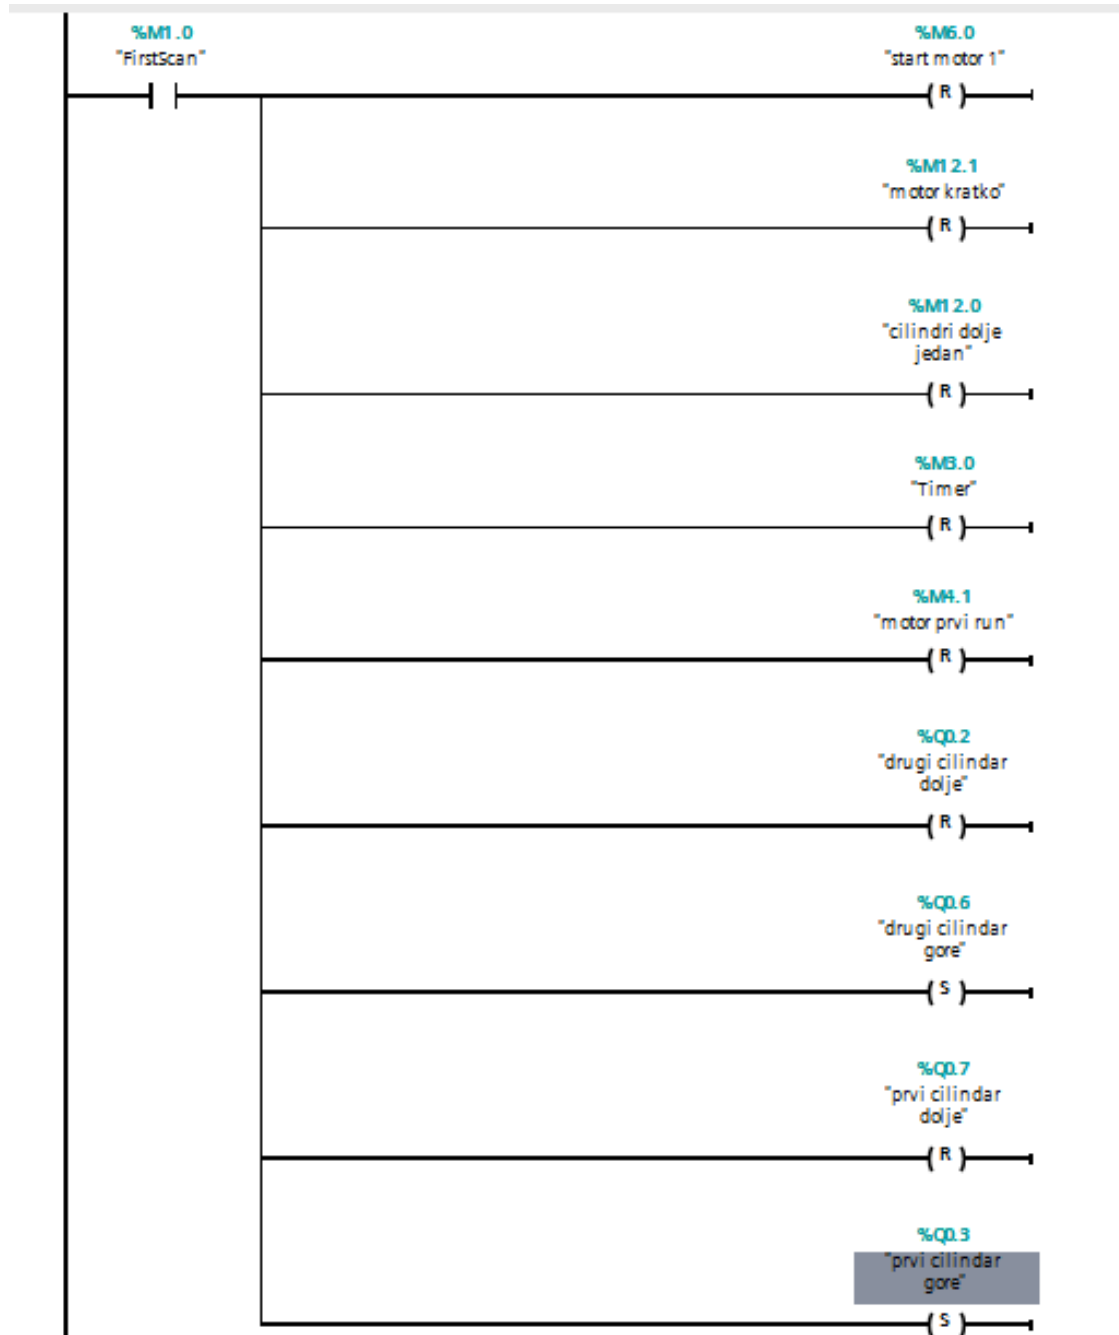 %M1.0
"FirstScan"
%M6.0
"start motor 1"
R
%M12.1
"motor kratko"
R
%M12.0
"cilindri dolje
jedan"
R
%M3.0
"Timer"
R
%M4.1
"motor prvi run"
R
%Q0.2
"drugi cilindar
dolje"
R
%Q0.6
"drugi cilindar
gore"
S
%Q0.7
"prvi cilindar
dolje"
R
%Q0.3
"prvi cilindar
gore"
S